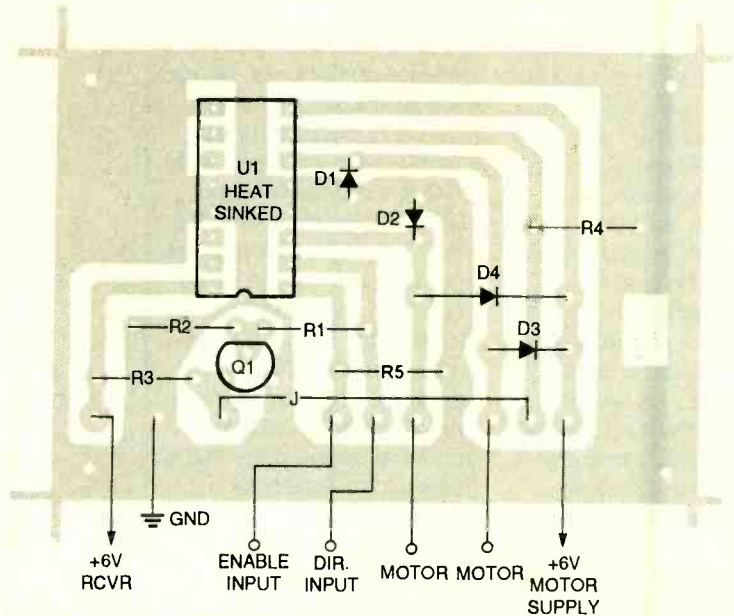 U1
HEAT
SINKED
D1
D2
R4
D4
R2
R1
D3
Q1
R3
R5
J
GND
+6V
RCVR
ENABLE
INPUT
DIR.
INPUT
MOTOR
MOTOR
+6V
MOTOR
SUPPLY